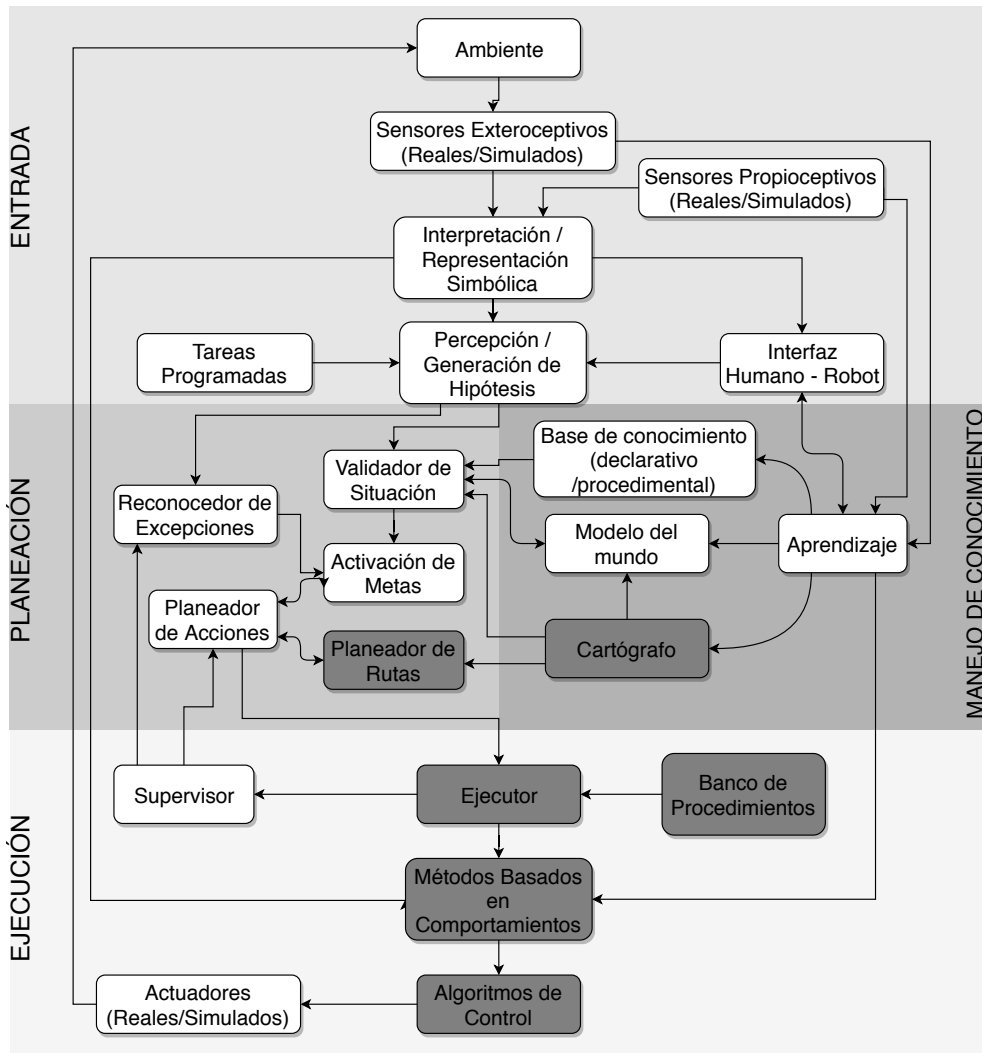 ENTRADA
Ambiente
Sensores Exteroceptivos
(Reales/Simulados)
Sensores Propioceptivos
(Reales/Simulados)
Interpretación /
Representación
Simbólica
Tareas
Programadas
Percepción /
Generación de
Hipótesis
Interfaz
Humano - Robot
PLANEACIÓN
MANEJO DE CONOCIMIENTO
Validador de
Situación
Base de conocimiento
(declarativo
/procedimental)
Reconocedor de
Excepciones
Modelo del
mundo
Aprendizaje
Activación de
Metas
Planeador
de Acciones
Planeador de
Rutas
Cartógrafo
EJECUCIÓN
Supervisor
Ejecutor
Banco de
Procedimientos
Métodos Basados
en
Comportamientos
Actuadores
(Reales/Simulados)
Algoritmos de
Control